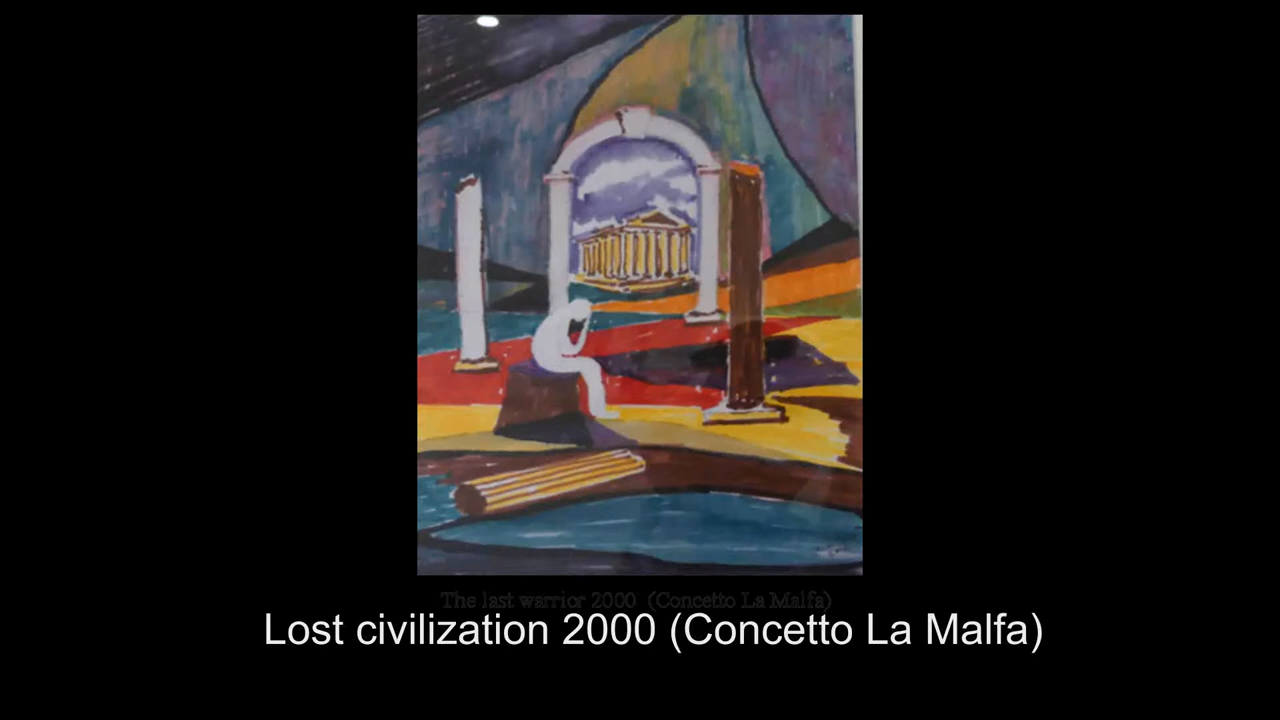 The last warrior 2000 (Concetto La Malfa)
Lost civilization 2000 (Concetto La Malfa)